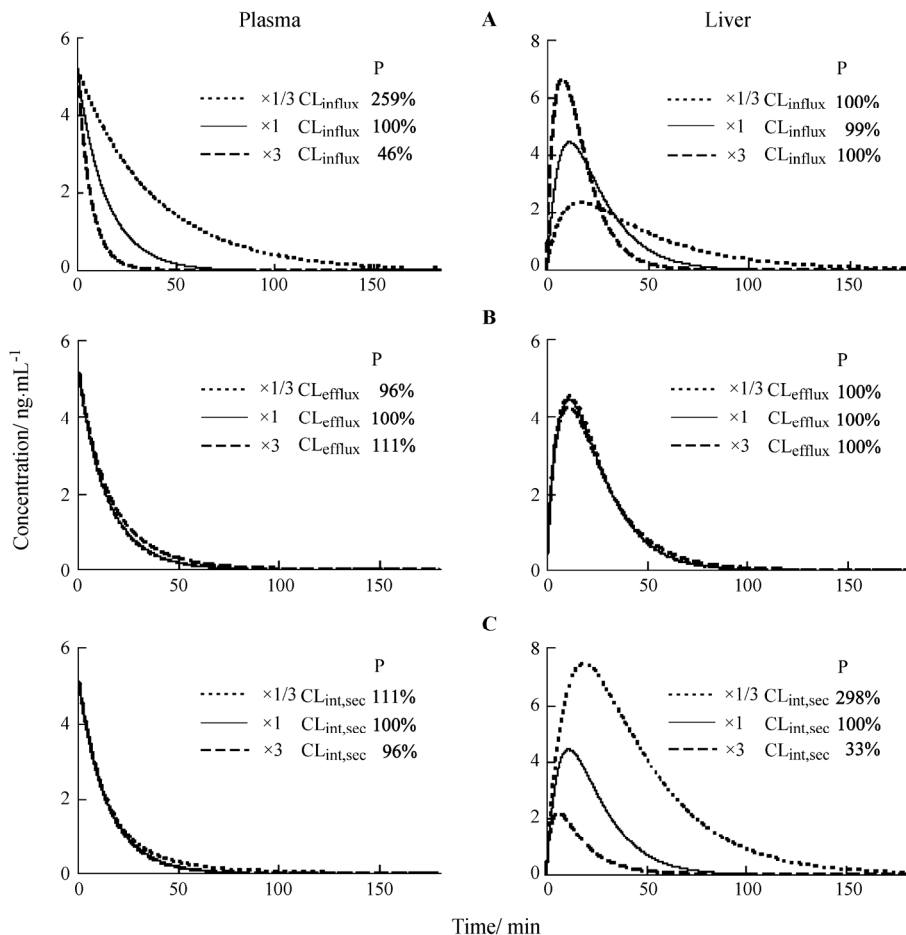 Plasma
A
Liver
6
4
2
0
0
50
100
150
P
×1/3 CLinflux 259%
×1 CLinflux 100%
×3 CLinflux 46%
8
6
4
2
0
0
50
100
150
P
×1/3 CLinflux 100%
×1 CLinflux 99%
×3 CLinflux 100%
B
6
4
2
0
0
50
100
150
P
×1/3 CLefflux 96%
×1 CLefflux 100%
×3 CLefflux 111%
6
4
2
0
0
50
100
150
P
×1/3 CLefflux 100%
×1 CLefflux 100%
×3 CLefflux 100%
C
6
4
2
0
0
50
100
150
P
×1/3 CLint,sec 111%
×1 CLint,sec 100%
×3 CLint,sec 96%
8
6
4
2
0
0
50
100
150
P
×1/3 CLint,sec 298%
×1 CLint,sec 100%
×3 CLint,sec 33%
Concentration/ ng·mL-1
Time/ min